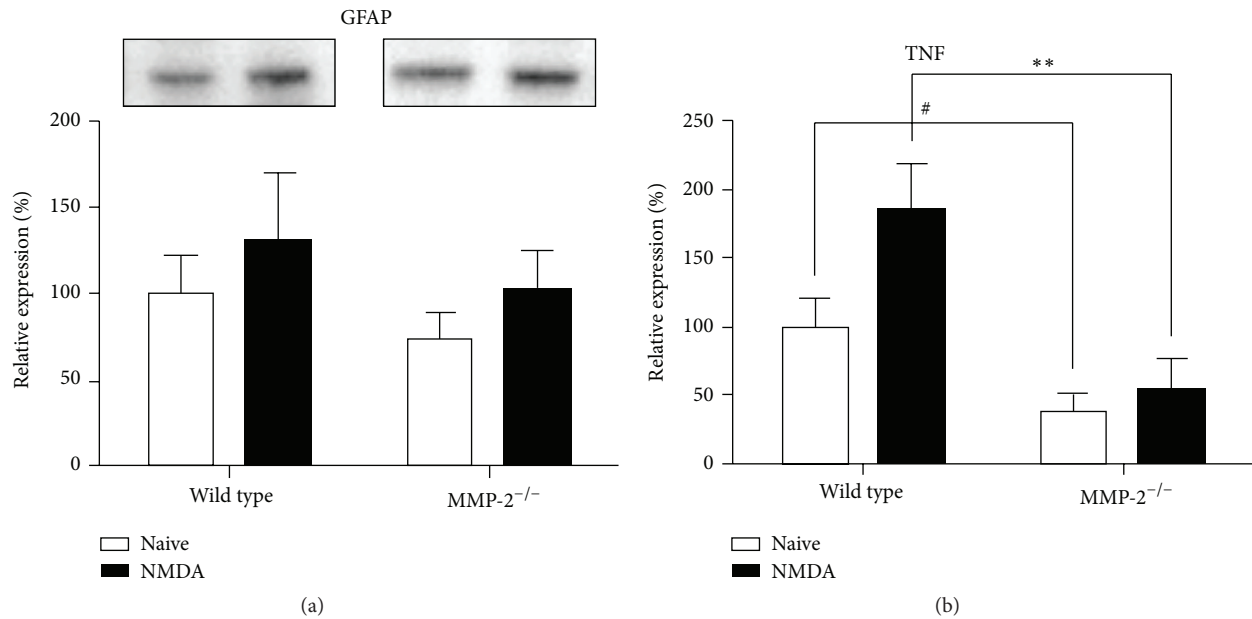 GFAP
200
150
100
50
0
Relative expression (%)
Wild type
MMP-2⁻/⁻
Naive
NMDA
(a)
TNF
**
#
250
200
150
100
50
0
Relative expression (%)
Wild type
MMP-2⁻/⁻
Naive
NMDA
(b)